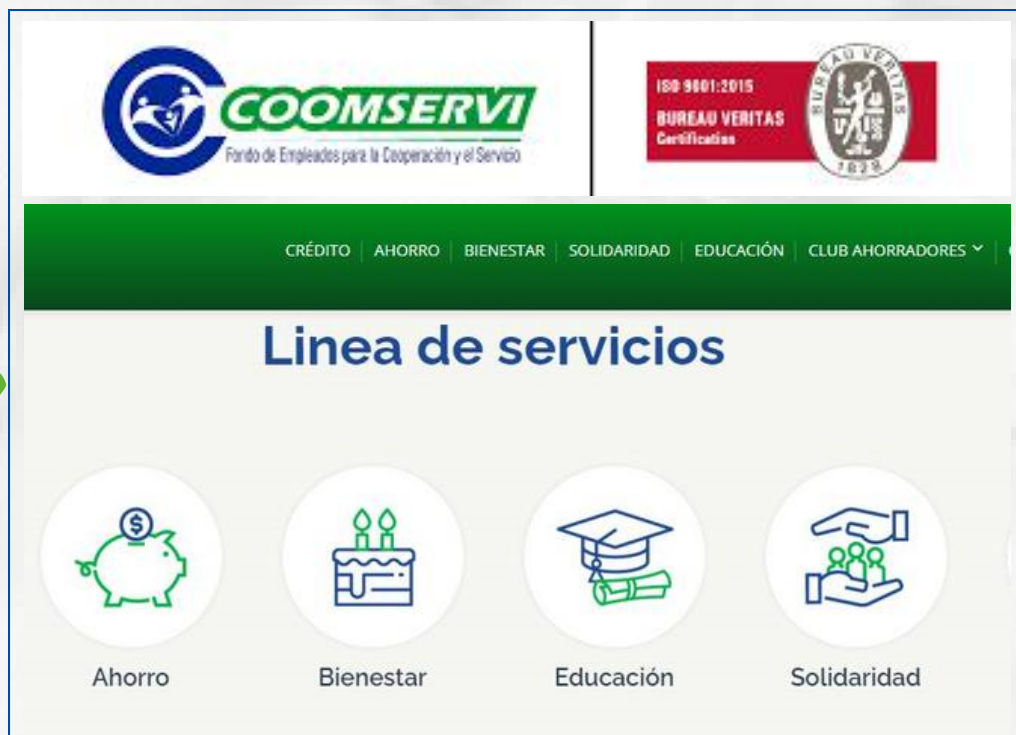 COOMSERVI
Fondo de Empleados para la Cooperación y el Servicio
ISO 9001:2015
BUREAU VERITAS
Certification
BUREAU VERITAS
1828
CRÉDITO AHORRO BIENESTAR SOLIDARIDAD EDUCACIÓN CLUB AHORRADORES
Linea de servicios
$
Ahorro Bienestar Educación Solidaridad